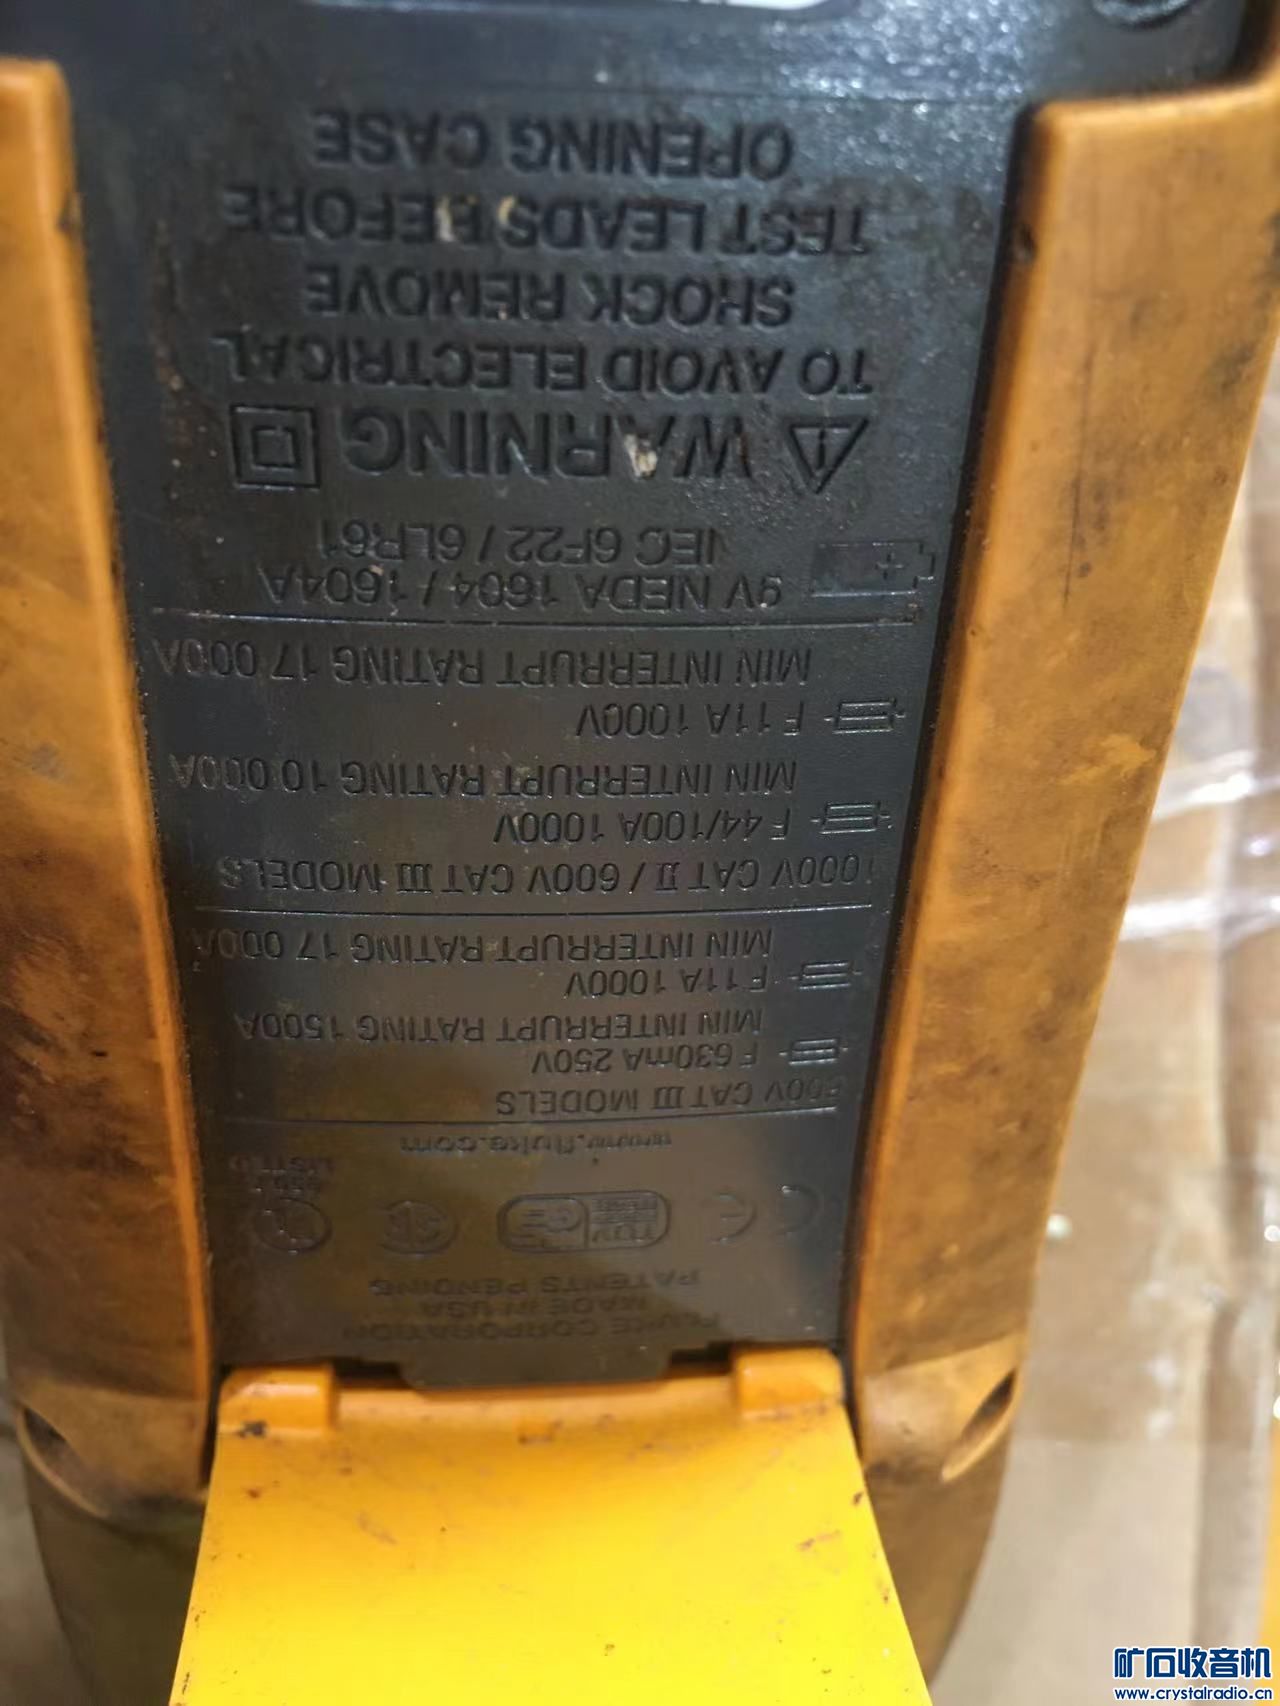 FLUKE CORPORATION
MADE IN USA
PATENTS PENDING
CE TUV GS
www.fluke.com
600V CAT III MODELS
F 630mA 250V
MIN INTERRUPT RATING 1500A
F 11A 1000V
MIN INTERRUPT RATING 17 000A
1000V CAT II / 600V CAT III MODELS
F 44/100A 1000V
MIN INTERRUPT RATING 10 000A
F 11A 1000V
MIN INTERRUPT RATING 17 000A
9V NEDA 1604 / 1604A
IEC 6F22 / 6LR61
WARNING
TO AVOID ELECTRICAL
SHOCK REMOVE
TEST LEADS BEFORE
OPENING CASE
矿石收音机
www.crystalradio.cn